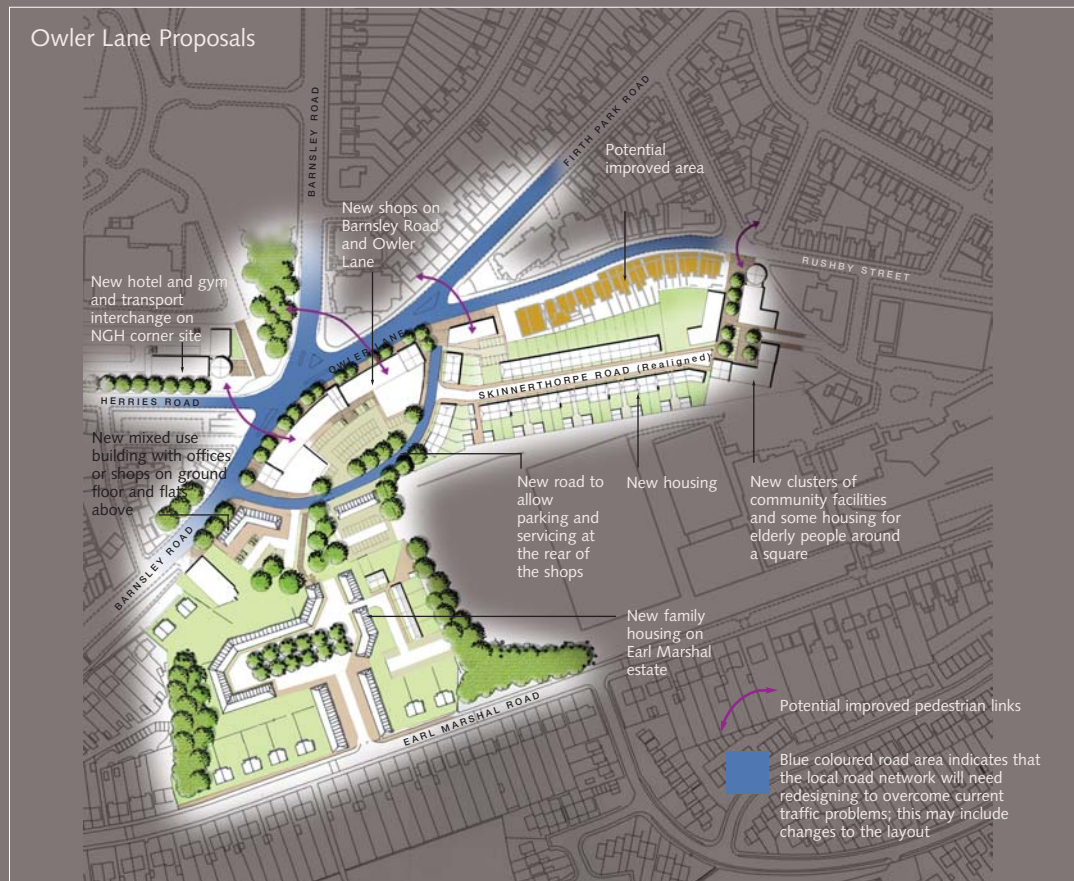 Owler Lane Proposals
BARNSLEY ROAD
FIRTH PARK ROAD
Potential
improved area
New shops on
Barnsley Road
and Owler
Lane
RUSHBY STREET
New hotel and gym
and transport
interchange on
NGH corner site
OWLER LANE
SKINNERTHORPE ROAD (Realigned)
HERRIES ROAD
New mixed use
building with offices
or shops on ground
floor and flats
above
New road to
allow
parking and
servicing at
the rear of
the shops
New housing
New clusters of
community facilities
and some housing for
elderly people around
a square
BARNSLEY ROAD
New family
housing on
Earl Marshal
estate
EARL MARSHAL ROAD
Potential improved pedestrian links
Blue coloured road area indicates that
the local road network will need
redesigning to overcome current
traffic problems; this may include
changes to the layout